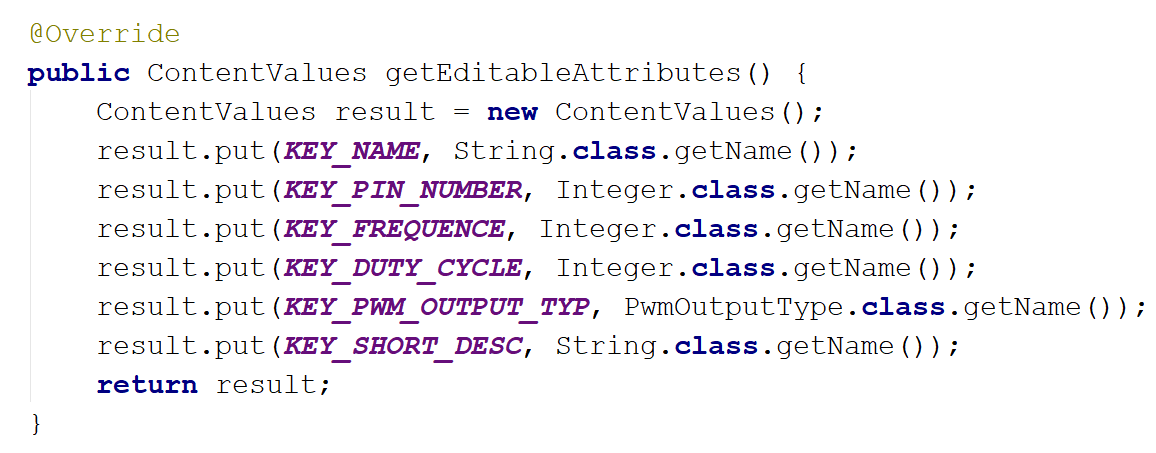 @Override
public ContentValues getEditableAttributes() {
    ContentValues result = new ContentValues();
    result.put(KEY_NAME, String.class.getName());
    result.put(KEY_PIN_NUMBER, Integer.class.getName());
    result.put(KEY_FREQUENCE, Integer.class.getName());
    result.put(KEY_DUTY_CYCLE, Integer.class.getName());
    result.put(KEY_PWM_OUTPUT_TYP, PwmOutputType.class.getName());
    result.put(KEY_SHORT_DESC, String.class.getName());
    return result;
}